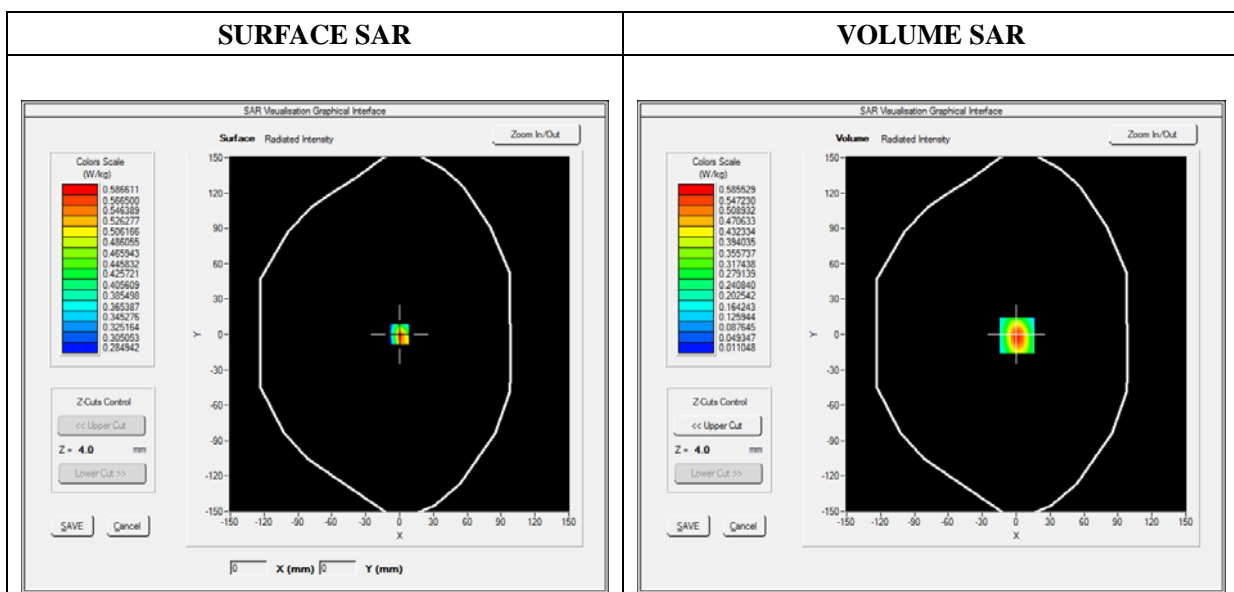 SURFACE SAR
VOLUME SAR
SAR Visualisation Graphical Interface
Surface Radiated Intensity
Zoom In/Out
Colors Scale
(W/kg)
0.586611
0.566500
0.546389
0.526277
0.506166
0.486055
0.465943
0.445832
0.425721
0.405609
0.385498
0.365387
0.345276
0.325164
0.305053
0.284942
Z-Cuts Control
<< Upper Cut
Z = 4.0 mm
Lower Cut >>
SAVE Cancel
150
120
90
60
30
0
-30
-60
-90
-120
-150
Y
-150 -120 -90 -60 -30 0 30 60 90 120 150
X
0 X (mm) 0 Y (mm)
SAR Visualisation Graphical Interface
Volume Radiated Intensity
Zoom In/Out
Colors Scale
(W/kg)
0.585529
0.547230
0.508932
0.470633
0.432334
0.394035
0.355737
0.317438
0.279139
0.240840
0.202542
0.164243
0.125944
0.087645
0.049347
0.011048
Z-Cuts Control
<< Upper Cut
Z = 4.0 mm
Lower Cut >>
SAVE Cancel
150
120
90
60
30
0
-30
-60
-90
-120
-150
Y
-150 -120 -90 -60 -30 0 30 60 90 120 150
X